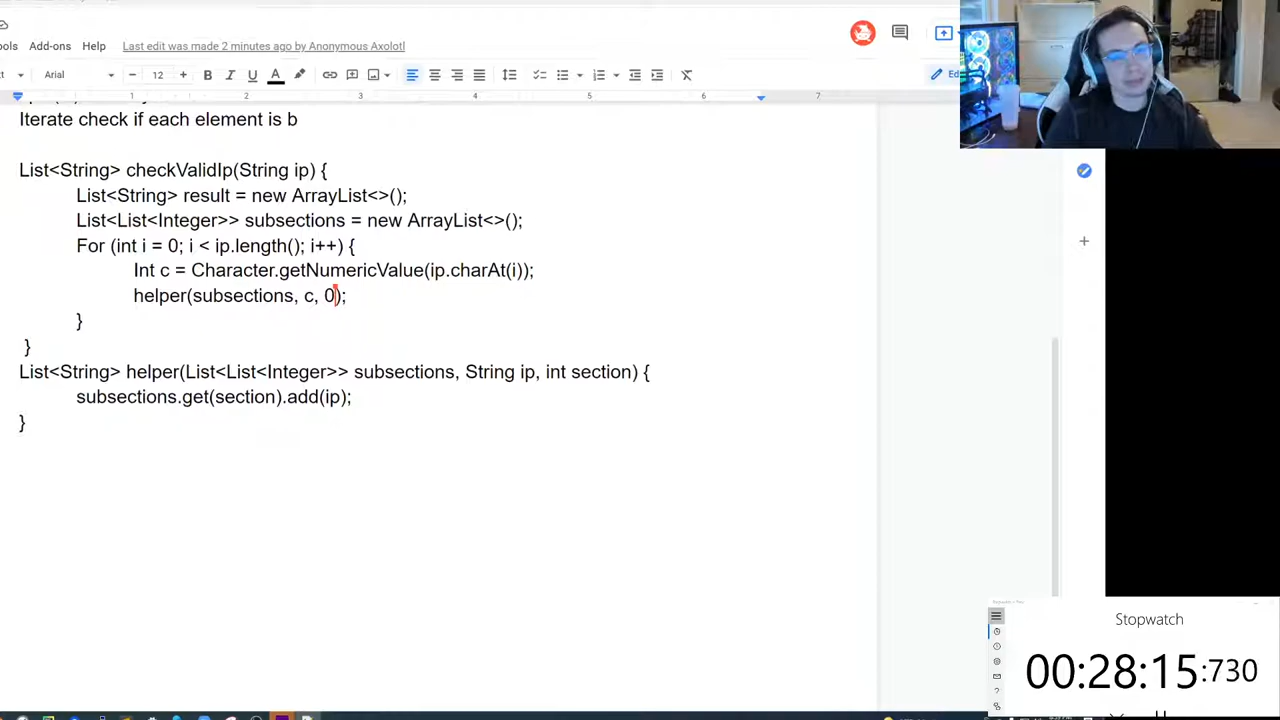 Add-ons Help Last edit was made 2 minutes ago by Anonymous Axolotl
Arial 12 B I U A
1 2 3 4 5 6 7
Iterate check if each element is b
List<String> checkValidIp(String ip) {
List<String> result = new ArrayList<>();
List<List<Integer>> subsections = new ArrayList<>();
For (int i = 0; i < ip.length(); i++) {
Int c = Character.getNumericValue(ip.charAt(i));
helper(subsections, c, 0);
}
}
List<String> helper(List<List<Integer>> subsections, String ip, int section) {
subsections.get(section).add(ip);
}
Stopwatch
00:28:15:730